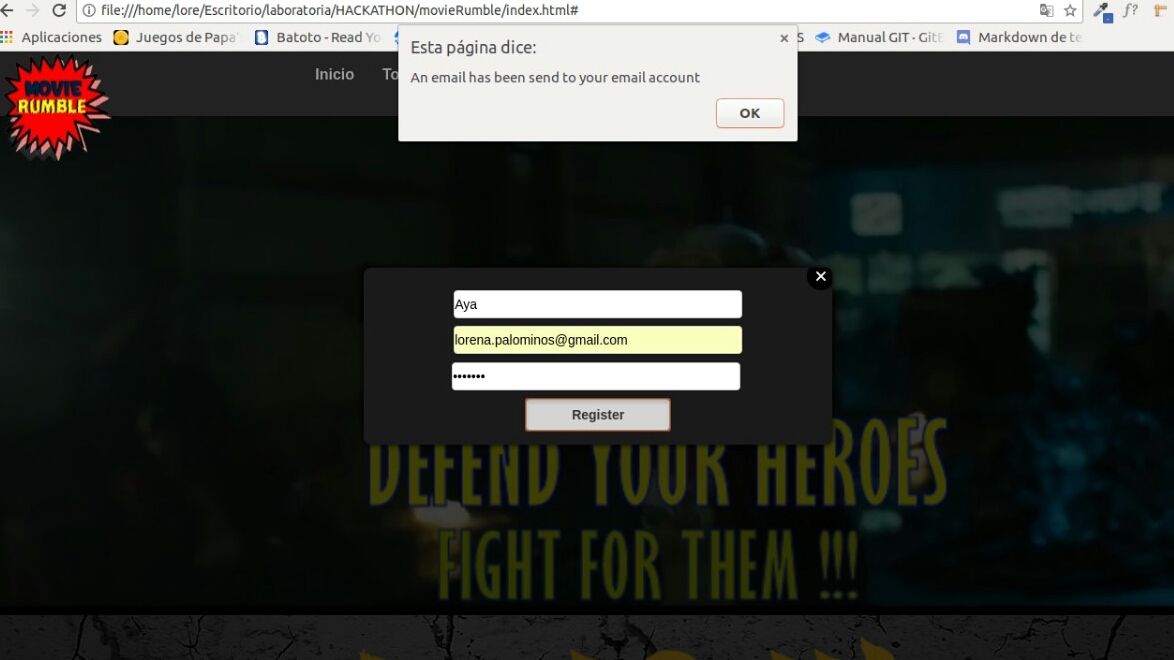 file:///home/lore/Escritorio/laboratoria/HACKATHON/movieRumble/index.html#
Aplicaciones Juegos de Papa' Batoto - Read Yo S Manual GIT · GitB Markdown de te
Esta página dice:
An email has been send to your email account
OK
MOVIE
RUMBLE
Inicio To
Aya
lorena.palominos@gmail.com
•••••••
Register
DEFEND YOUR HEROES
FIGHT FOR THEM !!!